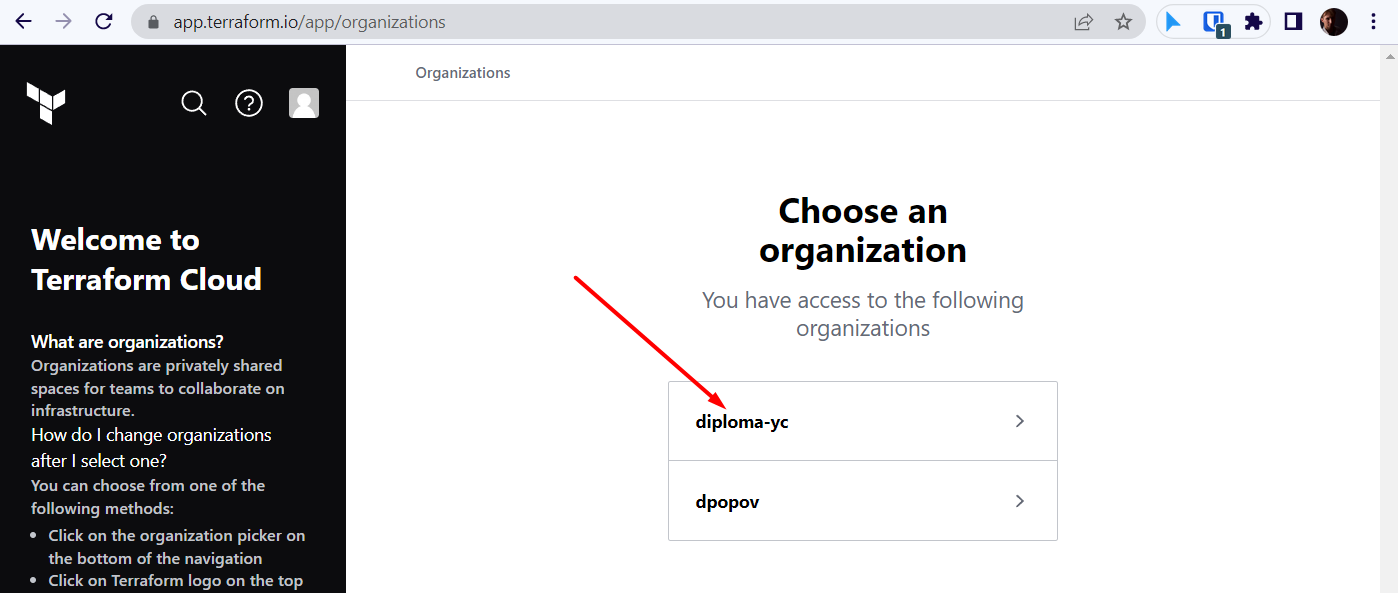 app.terraform.io/app/organizations
1
Organizations
Welcome to
Terraform Cloud
What are organizations?
Organizations are privately shared
spaces for teams to collaborate on
infrastructure.
How do I change organizations
after I select one?
You can choose from one of the
following methods:
• Click on the organization picker on
the bottom of the navigation
• Click on Terraform logo on the top
Choose an
organization
You have access to the following
organizations
diploma-yc
dpopov